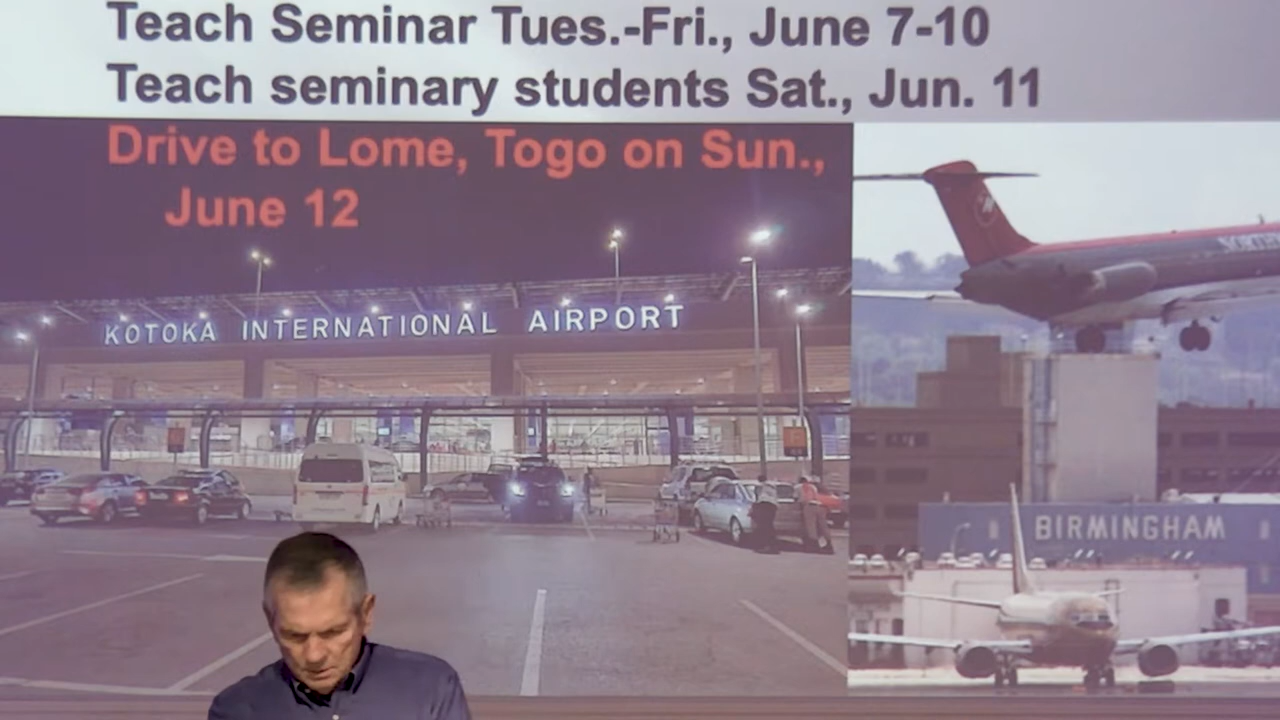 Teach Seminar Tues.-Fri., June 7-10
Teach seminary students Sat., Jun. 11
Drive to Lome, Togo on Sun.,
June 12
KOTOKA INTERNATIONAL AIRPORT
BIRMINGHAM